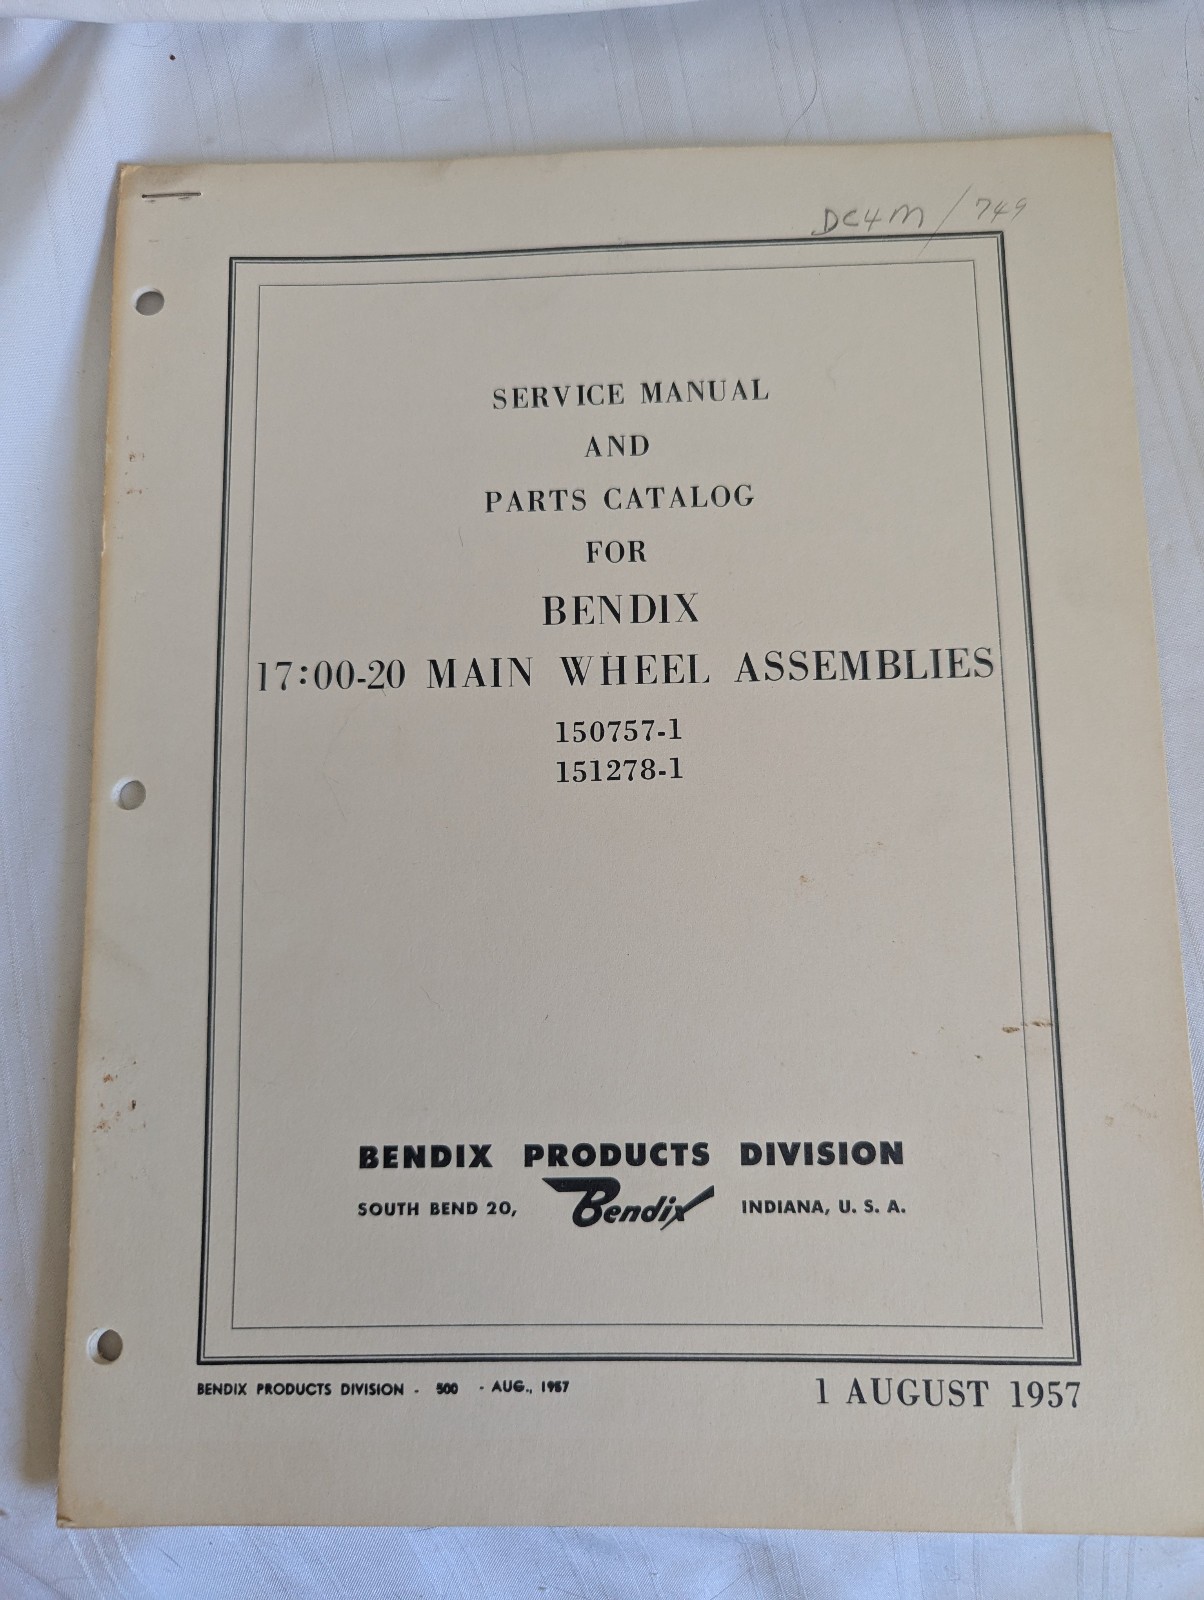 DC4M / 749
SERVICE MANUAL
AND
PARTS CATALOG
FOR
BENDIX
17:00-20 MAIN WHEEL ASSEMBLIES
150757-1
151278-1
BENDIX PRODUCTS DIVISION
SOUTH BEND 20, Bendix INDIANA, U. S. A.
BENDIX PRODUCTS DIVISION - 500 - AUG., 1957
1 AUGUST 1957